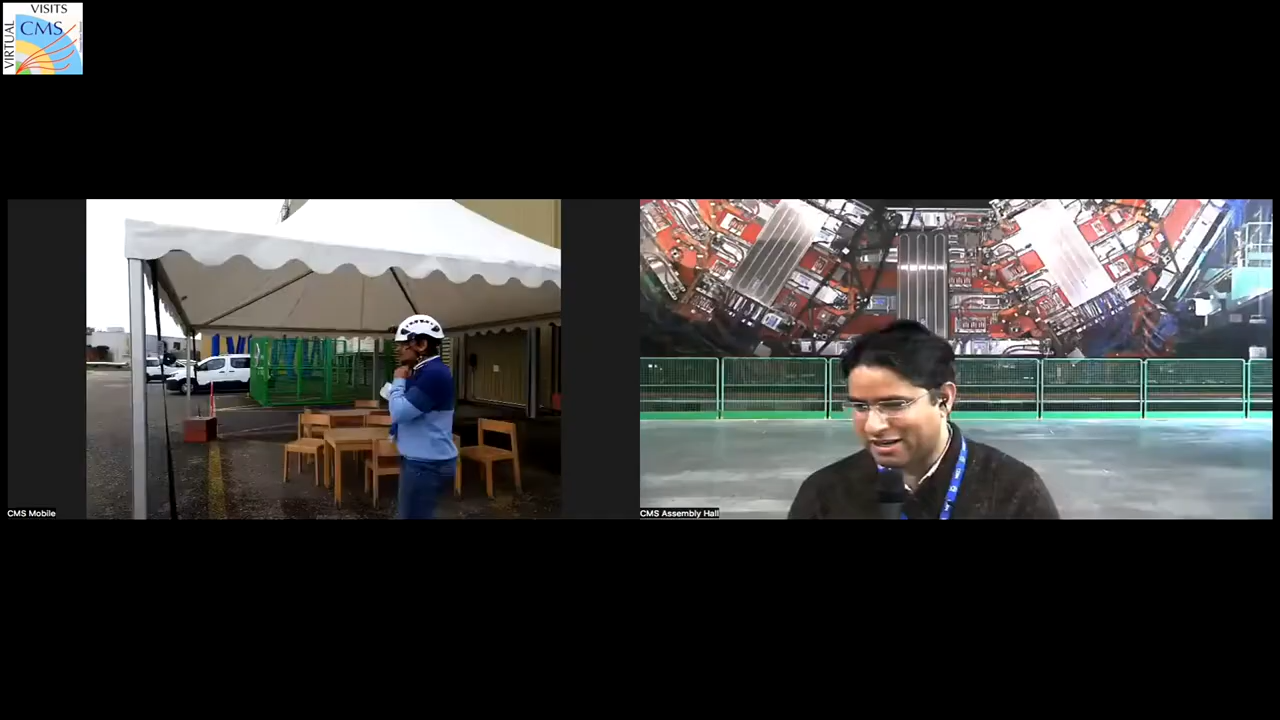 VISITS
VIRTUAL
CMS
CMS Mobile
CMS Assembly Hall